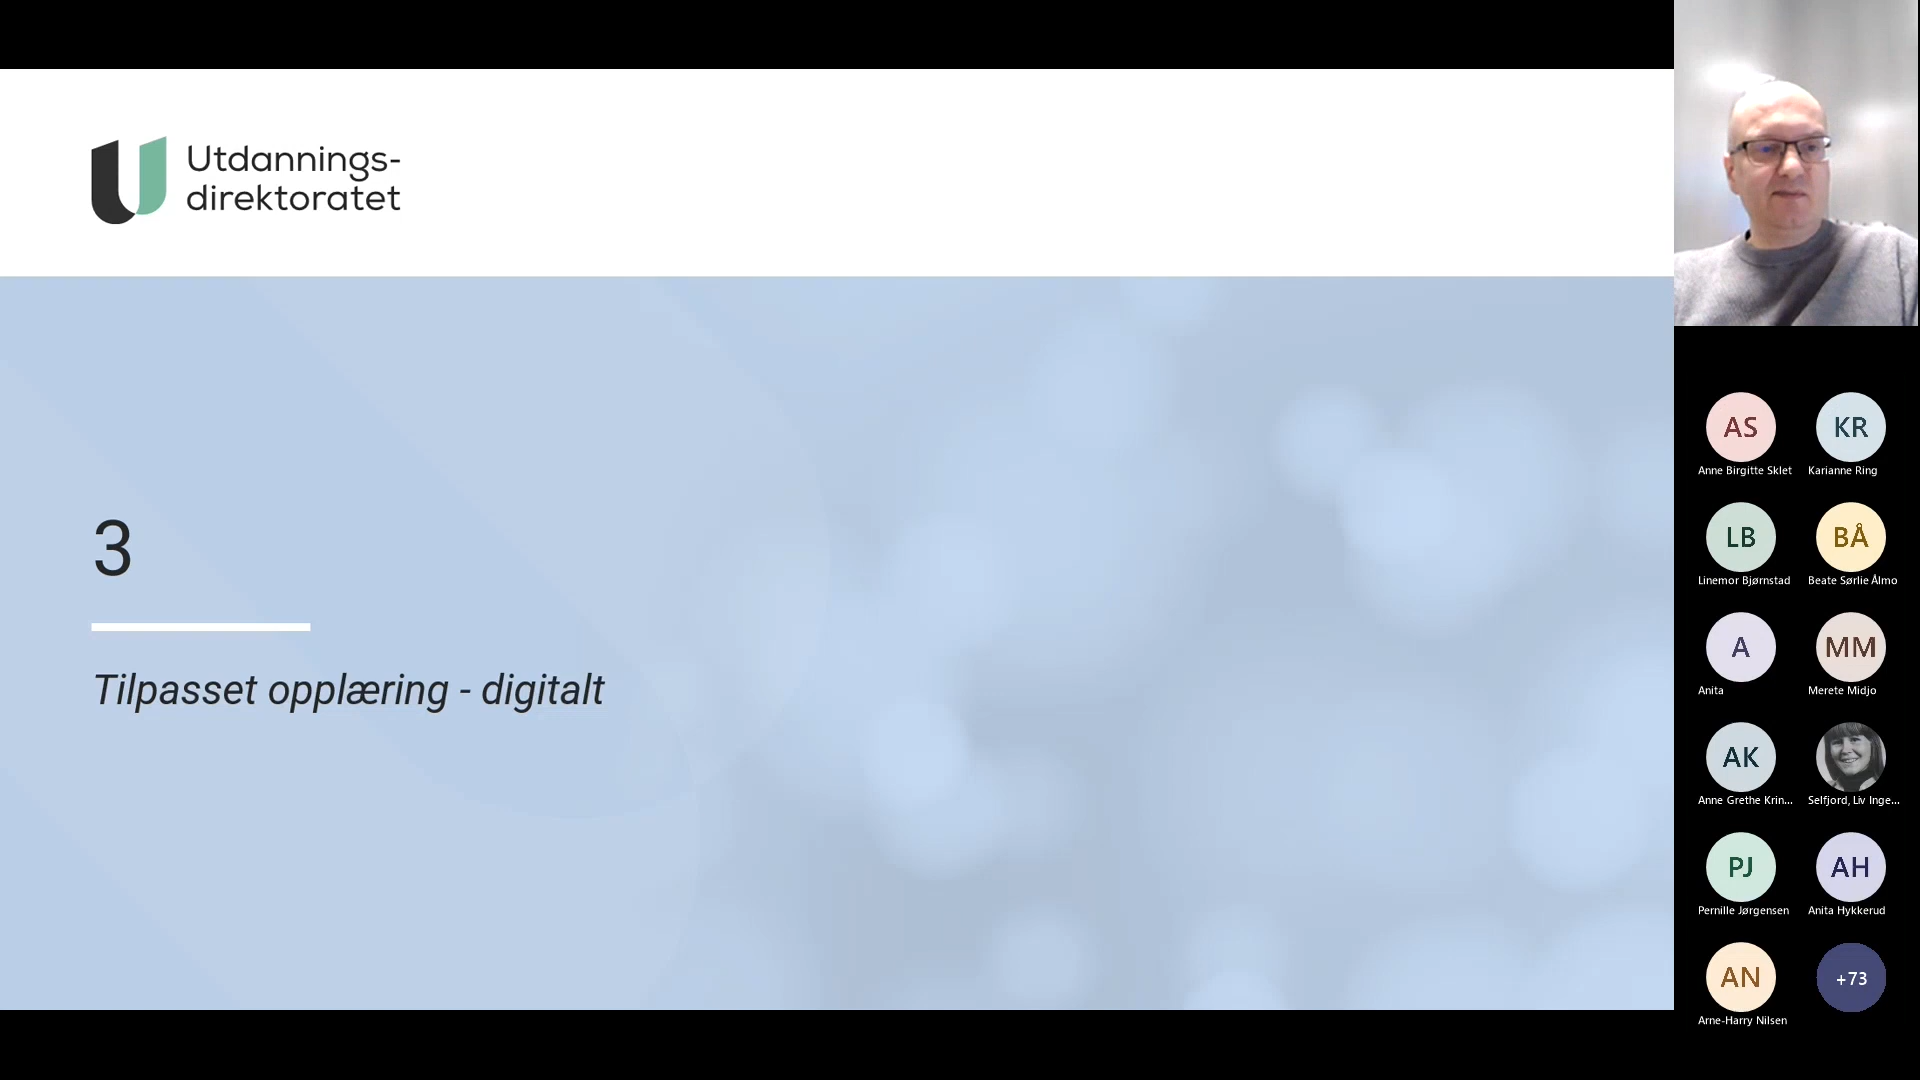 Utdannings-
direktoratet
3
Tilpasset opplæring - digitalt
AS
KR
Anne Birgitte Sklet
Karianne Ring
LB
BÅ
Linemor Bjørnstad
Beate Sørlie Ålmo
A
MM
Anita
Merete Midjo
AK
Anne Grethe Krin...
Selfjord, Liv Inge...
PJ
AH
Pernille Jørgensen
Anita Hykkerud
AN
+73
Arne-Harry Nilsen